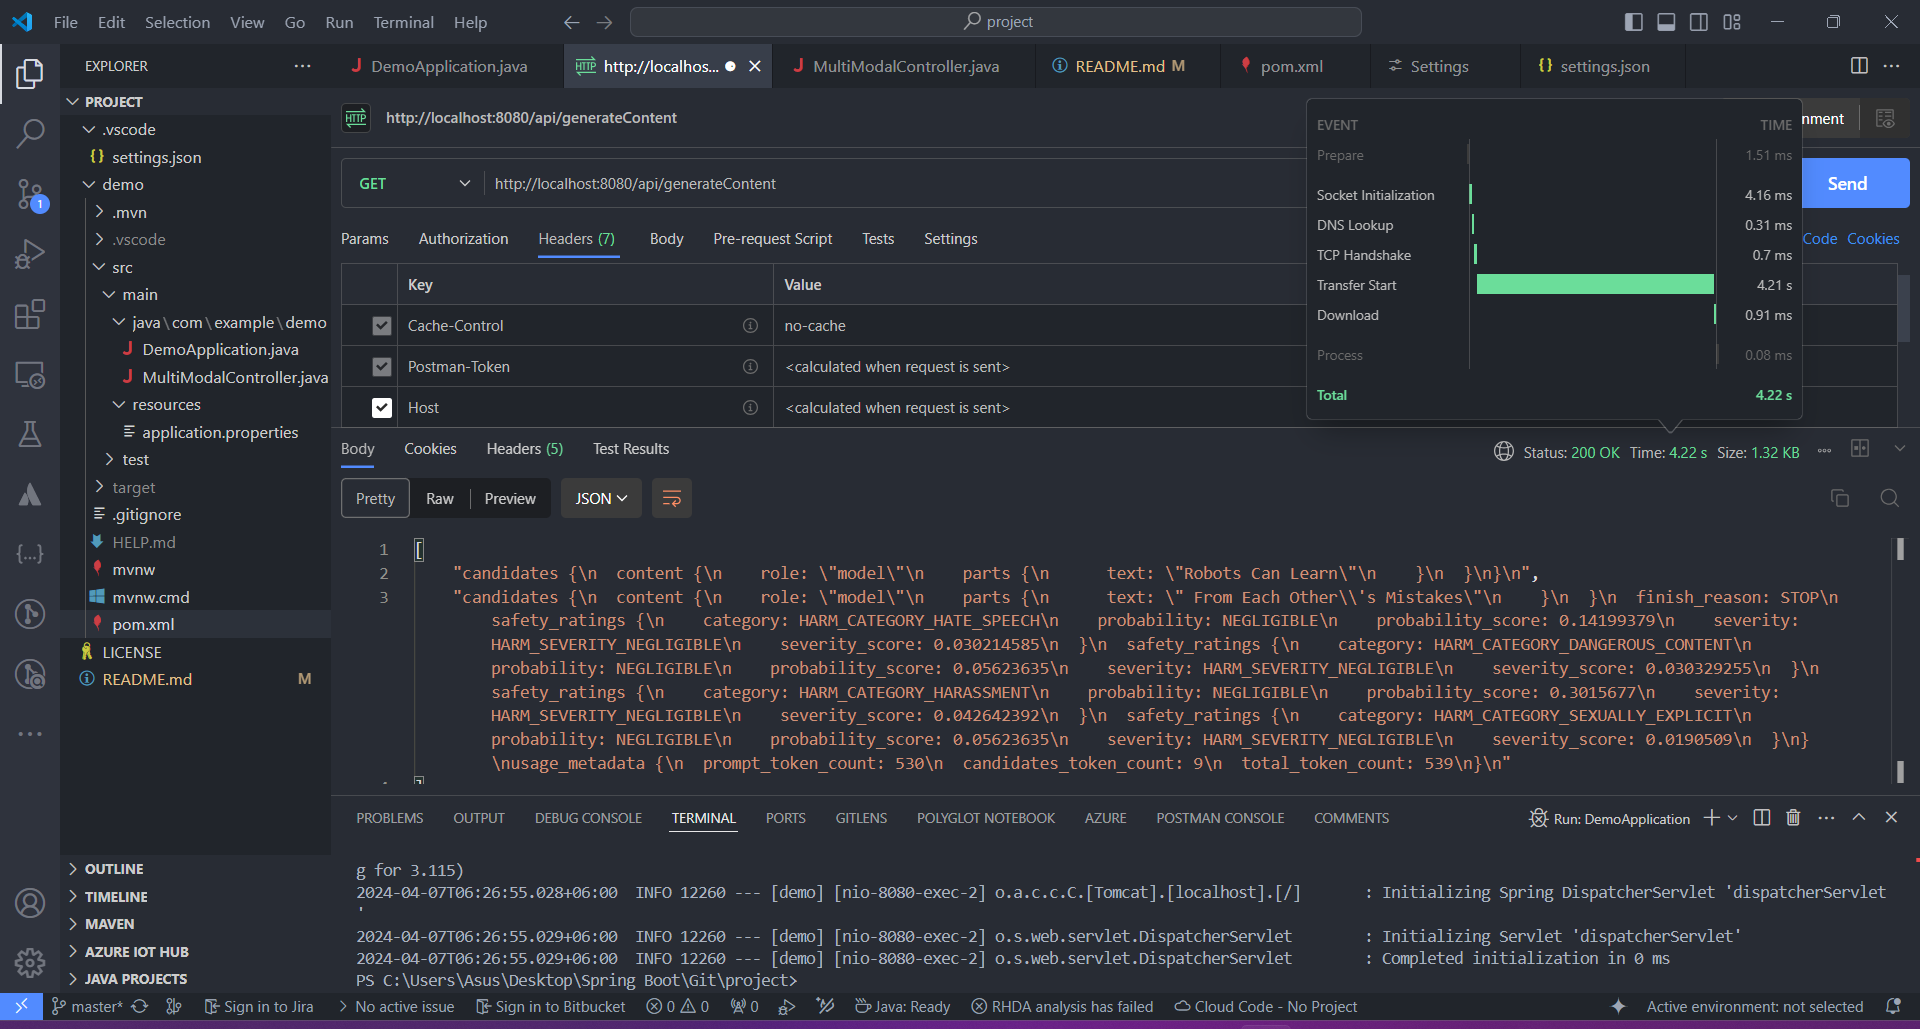 File Edit Selection View Go Run Terminal Help
project
EXPLORER
DemoApplication.java
HTTP http://localhos...
MultiModalController.java
README.md M
pom.xml
Settings
{} settings.json
PROJECT
.vscode
{} settings.json
demo
.mvn
.vscode
src
main
java\com\example\demo
J DemoApplication.java
J MultiModalController.java
resources
application.properties
test
target
.gitignore
HELP.md
mvnw
mvnw.cmd
pom.xml
LICENSE
README.md M
OUTLINE
TIMELINE
MAVEN
AZURE IOT HUB
JAVA PROJECTS
1
HTTP http://localhost:8080/api/generateContent
nment
GET http://localhost:8080/api/generateContent
Send
Params Authorization Headers (7) Body Pre-request Script Tests Settings
Code Cookies
Key Value
Cache-Control no-cache
Postman-Token <calculated when request is sent>
Host <calculated when request is sent>
EVENT TIME
Prepare 1.51 ms
Socket Initialization 4.16 ms
DNS Lookup 0.31 ms
TCP Handshake 0.7 ms
Transfer Start 4.21 s
Download 0.91 ms
Process 0.08 ms
Total 4.22 s
Body Cookies Headers (5) Test Results
Status: 200 OK Time: 4.22 s Size: 1.32 KB
Pretty Raw Preview JSON
1 [
2 "candidates {\n  content {\n    role: \"model\"\n    parts {\n      text: \"Robots Can Learn\"\n    }\n  }\n}\n",
3 "candidates {\n  content {\n    role: \"model\"\n    parts {\n      text: \" From Each Other\\'s Mistakes\"\n    }\n  }\n  finish_reason: STOP\n
safety_ratings {\n    category: HARM_CATEGORY_HATE_SPEECH\n    probability: NEGLIGIBLE\n    probability_score: 0.14199379\n    severity:
HARM_SEVERITY_NEGLIGIBLE\n    severity_score: 0.030214585\n  }\n  safety_ratings {\n    category: HARM_CATEGORY_DANGEROUS_CONTENT\n
probability: NEGLIGIBLE\n    probability_score: 0.05623635\n    severity: HARM_SEVERITY_NEGLIGIBLE\n    severity_score: 0.030329255\n  }\n
safety_ratings {\n    category: HARM_CATEGORY_HARASSMENT\n    probability: NEGLIGIBLE\n    probability_score: 0.3015677\n    severity:
HARM_SEVERITY_NEGLIGIBLE\n    severity_score: 0.042642392\n  }\n  safety_ratings {\n    category: HARM_CATEGORY_SEXUALLY_EXPLICIT\n
probability: NEGLIGIBLE\n    probability_score: 0.05623635\n    severity: HARM_SEVERITY_NEGLIGIBLE\n    severity_score: 0.0190509\n  }\n}
\nusage_metadata {\n  prompt_token_count: 530\n  candidates_token_count: 9\n  total_token_count: 539\n}\n"
PROBLEMS OUTPUT DEBUG CONSOLE TERMINAL PORTS GITLENS POLYGLOT NOTEBOOK AZURE POSTMAN CONSOLE COMMENTS
Run: DemoApplication
g for 3.115)
2024-04-07T06:26:55.028+06:00  INFO 12260 --- [demo] [nio-8080-exec-2] o.a.c.c.C.[Tomcat].[localhost].[/]       : Initializing Spring DispatcherServlet 'dispatcherServlet
'
2024-04-07T06:26:55.029+06:00  INFO 12260 --- [demo] [nio-8080-exec-2] o.s.web.servlet.DispatcherServlet        : Initializing Servlet 'dispatcherServlet'
2024-04-07T06:26:55.029+06:00  INFO 12260 --- [demo] [nio-8080-exec-2] o.s.web.servlet.DispatcherServlet        : Completed initialization in 0 ms
PS C:\Users\Asus\Desktop\Spring Boot\Git\project>
master* Sign in to Jira No active issue Sign in to Bitbucket 0 0 0 Java: Ready RHDA analysis has failed Cloud Code - No Project Active environment: not selected